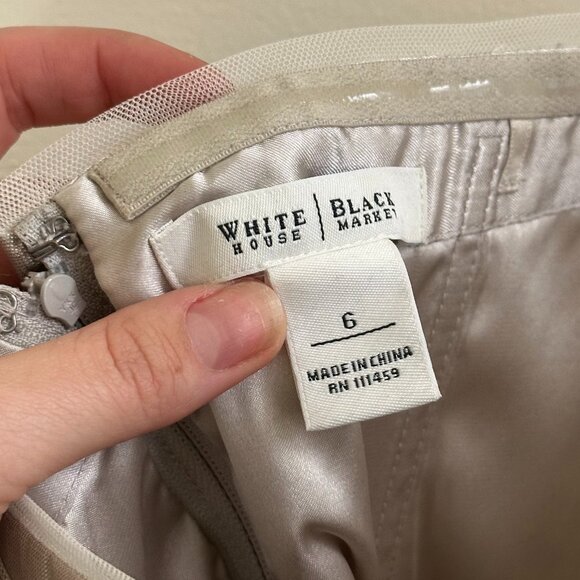 WHITE | BLACK
HOUSE | MARKET
6
MADE IN CHINA
RN 111459